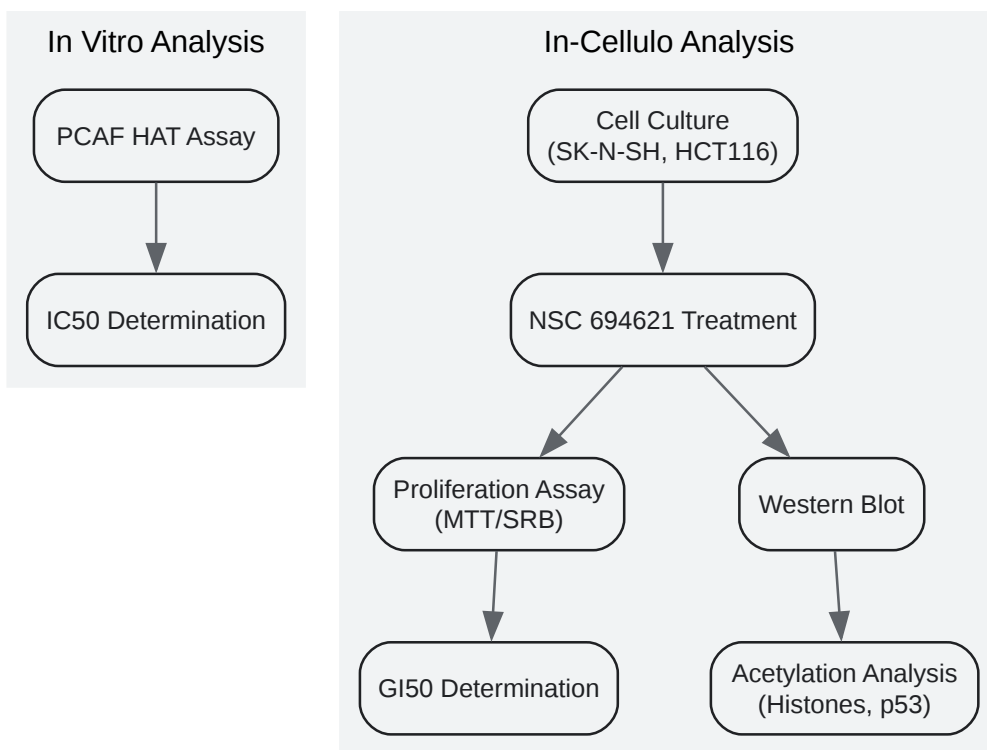 In Vitro Analysis
PCAF HAT Assay
IC50 Determination
In-Cellulo Analysis
Cell Culture
(SK-N-SH, HCT116)
NSC 694621 Treatment
Proliferation Assay
(MTT/SRB)
Western Blot
GI50 Determination
Acetylation Analysis
(Histones, p53)